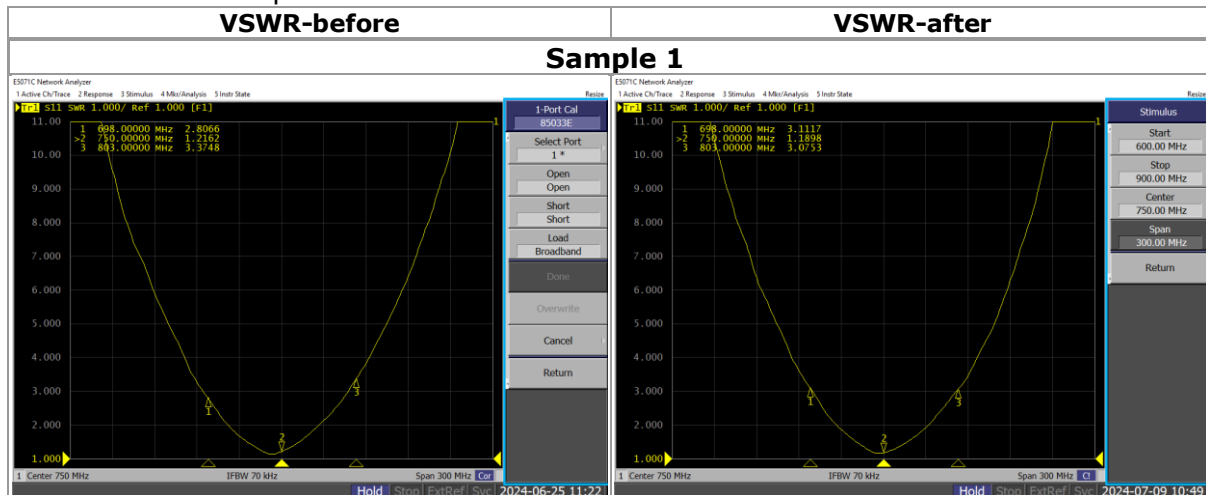 VSWR-before
VSWR-after
Sample 1
E5071C Network Analyzer
1 Active Ch/Trace 2 Response 3 Stimulus 4 Mkr/Analysis 5 Instr State
Resize
Tr1 S11 SWR 1.000/ Ref 1.000 [F1]
11.00
1 698.00000 MHz 2.8066
>2 750.00000 MHz 1.2162
3 803.00000 MHz 3.3748
10.00
9.000
8.000
7.000
6.000
5.000
4.000
3.000
2.000
1.000
1
1
2
3
1-Port Cal
85033E
Select Port
1 *
Open
Open
Short
Short
Load
Broadband
Done
Overwrite
Cancel
Return
1 Center 750 MHz IFBW 70 kHz Span 300 MHz Cor
Hold Stop ExtRef Svc 2024-06-25 11:22
E5071C Network Analyzer
1 Active Ch/Trace 2 Response 3 Stimulus 4 Mkr/Analysis 5 Instr State
Resize
Tr1 S11 SWR 1.000/ Ref 1.000 [F1]
11.00
1 698.00000 MHz 3.1117
>2 750.00000 MHz 1.1898
3 803.00000 MHz 3.0753
10.00
9.000
8.000
7.000
6.000
5.000
4.000
3.000
2.000
1.000
1
1
2
3
Stimulus
Start
600.00 MHz
Stop
900.00 MHz
Center
750.00 MHz
Span
300.00 MHz
Return
1 Center 750 MHz IFBW 70 kHz Span 300 MHz C!
Hold Stop ExtRef Svc 2024-07-09 10:49